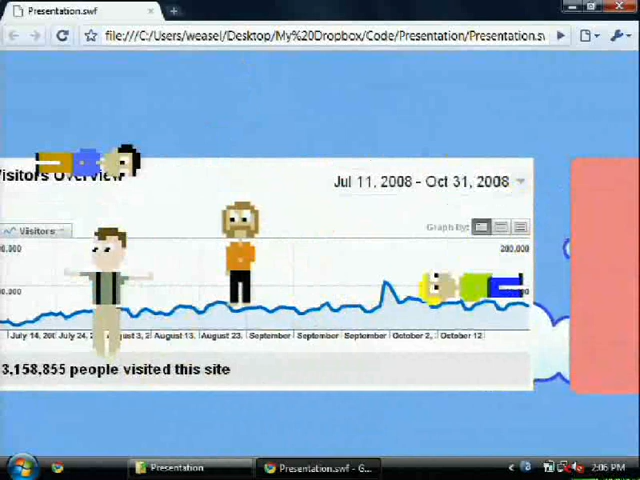 Presentation.swf
file:///C:/Users/weasel/Desktop/My%20Dropbox/Code/Presentation/Presentation.sv
isitors Overview
Jul 11, 2008 - Oct 31, 2008
Visitors
Graph by:
200,000
July 14, 200 July 24, 2 August 3, 2 August 13, August 23, September September September October 2, October 12
3,158,855 people visited this site
Presentation
Presentation.swf - G...
2:06 PM